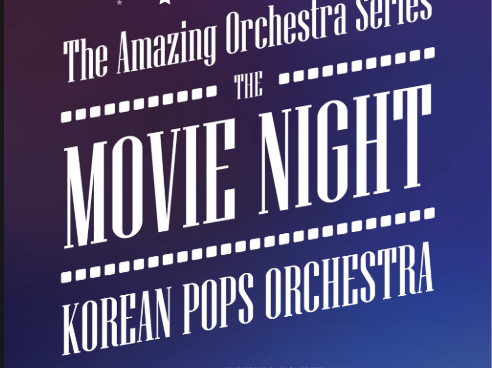 The Amazing Orchestra Series
THE
MOVIE NIGHT
KOREAN POPS ORCHESTRA